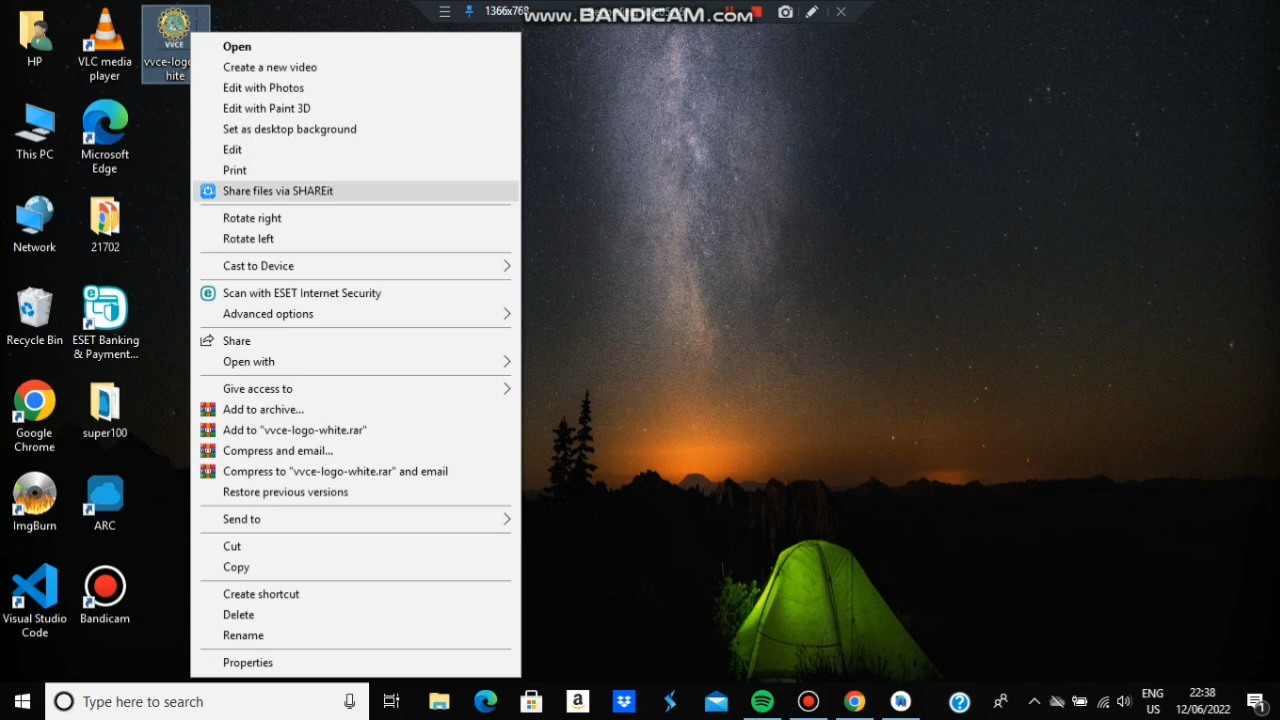 1366x768
www.BANDICAM.com
HP
VLC media
player
VVCE
vvce-logo
hite
This PC
Microsoft
Edge
Network
21702
Recycle Bin
ESET Banking
& Payment...
Google
Chrome
super100
ImgBurn
ARC
Visual Studio
Code
Bandicam
Open
Create a new video
Edit with Photos
Edit with Paint 3D
Set as desktop background
Edit
Print
Share files via SHAREit
Rotate right
Rotate left
Cast to Device
Scan with ESET Internet Security
Advanced options
Share
Open with
Give access to
Add to archive...
Add to "vvce-logo-white.rar"
Compress and email...
Compress to "vvce-logo-white.rar" and email
Restore previous versions
Send to
Cut
Copy
Create shortcut
Delete
Rename
Properties
Type here to search
ENG
US
22:38
12/06/2022
1